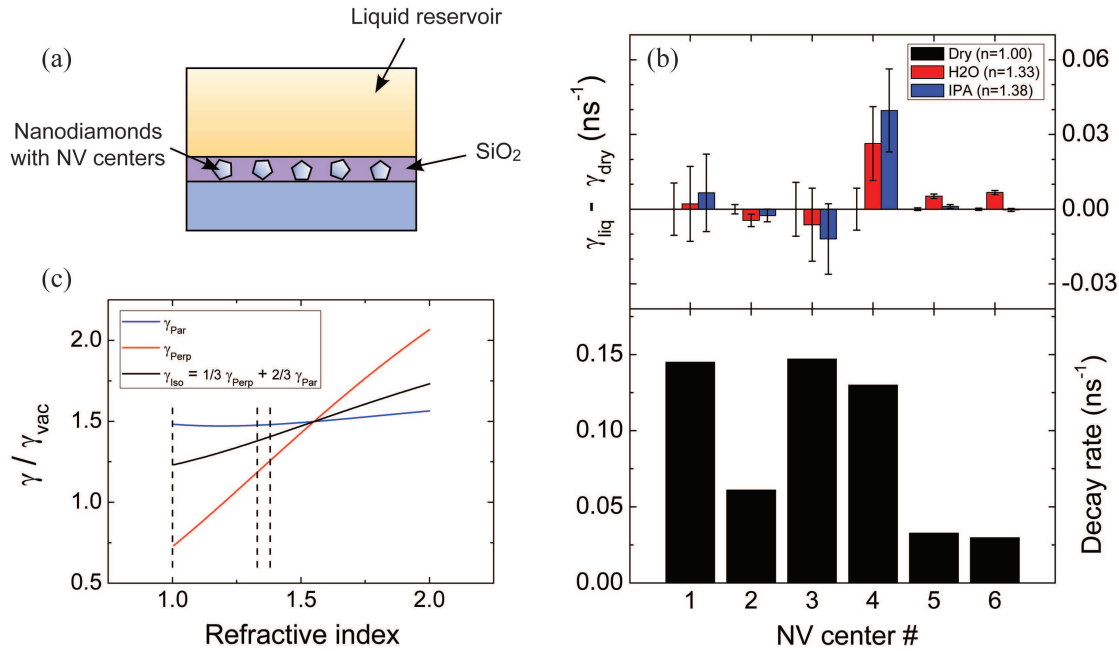 (a)
Liquid reservoir
Nanodiamonds
with NV centers
SiO₂
(b)
γliq - γdry (ns⁻¹)
Dry (n=1.00)
H2O (n=1.33)
IPA (n=1.38)
0.06
0.03
0.00
-0.03
(c)
γ / γvac
2.0
1.5
1.0
0.5
γPar
γPerp
γIso = 1/3 γPerp + 2/3 γPar
1.0 1.5 2.0
Refractive index
0.15
0.10
0.05
0.00
Decay rate (ns⁻¹)
1 2 3 4 5 6
NV center #